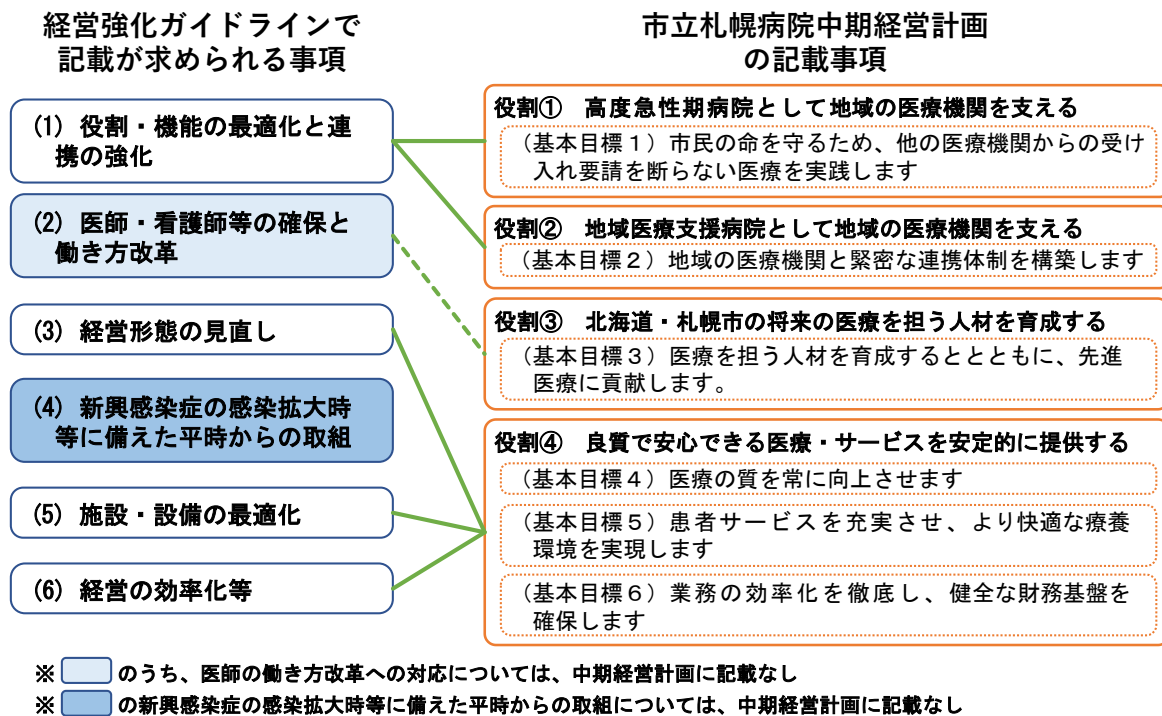 経営強化ガイドラインで
記載が求められる事項
(1) 役割・機能の最適化と連
携の強化
(2) 医師・看護師等の確保と
働き方改革
(3) 経営形態の見直し
(4) 新興感染症の感染拡大時
等に備えた平時からの取組
(5) 施設・設備の最適化
(6) 経営の効率化等
市立札幌病院中期経営計画
の記載事項
役割① 高度急性期病院として地域の医療機関を支える
(基本目標1)市民の命を守るため、他の医療機関からの受け
入れ要請を断らない医療を実践します
役割② 地域医療支援病院として地域の医療機関を支える
(基本目標2)地域の医療機関と緊密な連携体制を構築します
役割③ 北海道・札幌市の将来の医療を担う人材を育成する
(基本目標3)医療を担う人材を育成するととともに、先進
医療に貢献します。
役割④ 良質で安心できる医療・サービスを安定的に提供する
(基本目標4)医療の質を常に向上させます
(基本目標5)患者サービスを充実させ、より快適な療養
環境を実現します
(基本目標6)業務の効率化を徹底し、健全な財務基盤を
確保します
※ のうち、医師の働き方改革への対応については、中期経営計画に記載なし
※ の新興感染症の感染拡大時等に備えた平時からの取組については、中期経営計画に記載なし